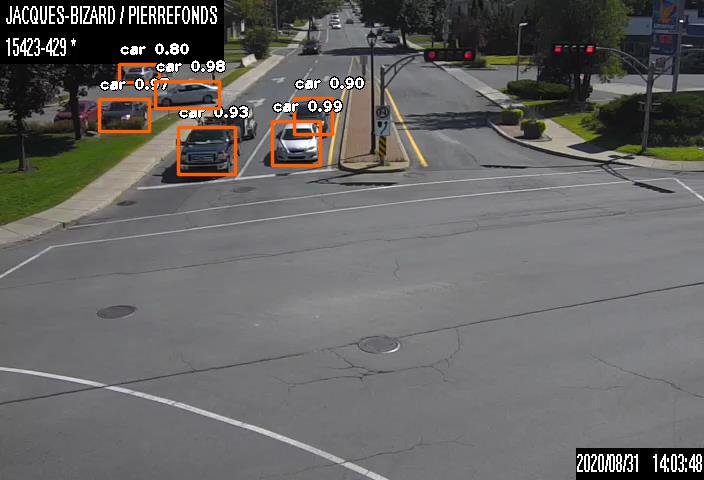 JACQUES-BIZARD / PIERREFONDS
15423-429 *
car 0.80
car 0.98
car 0.97
car 0.90
car 0.93
car 0.99
2020/08/31 14:03:48